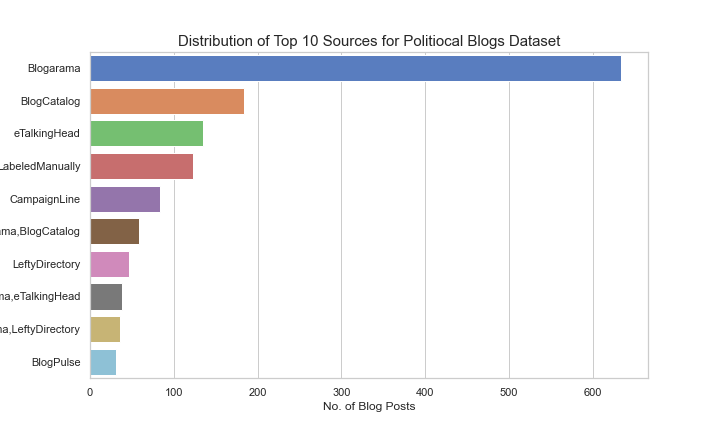 Distribution of Top 10 Sources for Politiocal Blogs Dataset
Blogarama
BlogCatalog
eTalkingHead
LabeledManually
CampaignLine
ama,BlogCatalog
LeftyDirectory
ma,eTalkingHead
na,LeftyDirectory
BlogPulse
0 100 200 300 400 500 600
No. of Blog Posts